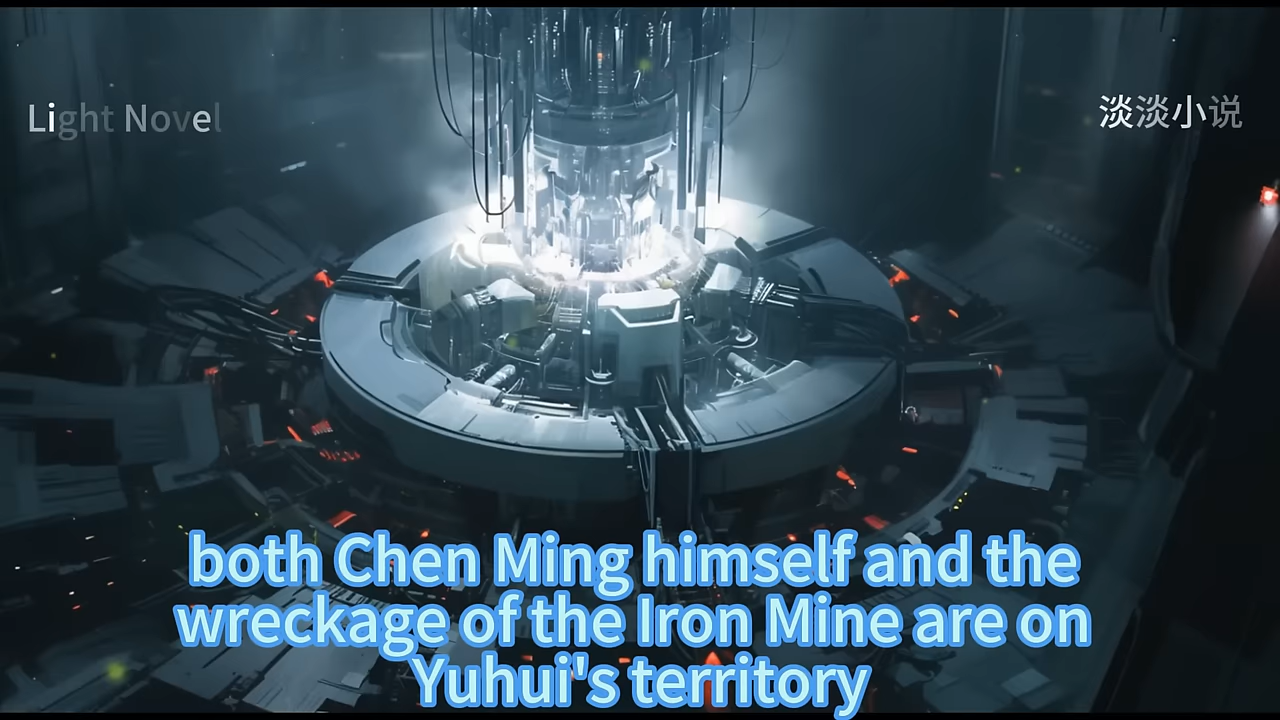 Light Novel
淡淡小说
both Chen Ming himself and the
wreckage of the Iron Mine are on
Yuhui's territory